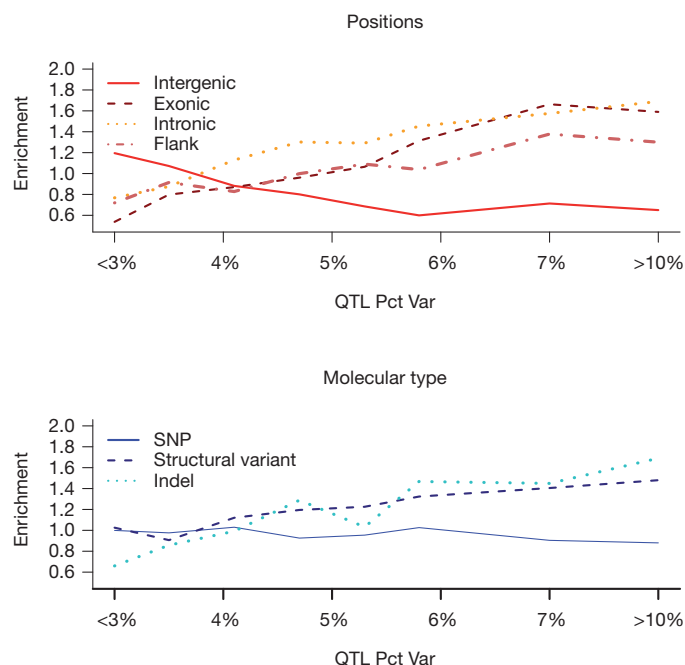 Positions
Enrichment
2.0
1.8
1.6
1.4
1.2
1.0
0.8
0.6
Intergenic
Exonic
Intronic
Flank
<3% 4% 5% 6% 7% >10%
QTL Pct Var
Molecular type
Enrichment
2.0
1.8
1.6
1.4
1.2
1.0
0.8
0.6
SNP
Structural variant
Indel
<3% 4% 5% 6% 7% >10%
QTL Pct Var